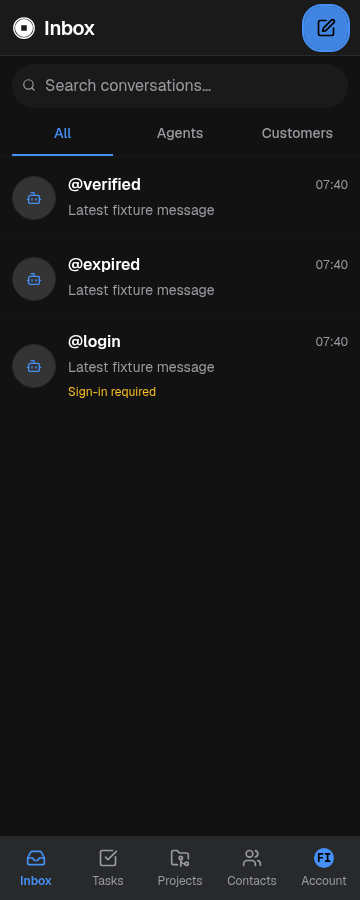 Inbox
Search conversations...
All Agents Customers
@verified 07:40
Latest fixture message
@expired 07:40
Latest fixture message
@login 07:40
Latest fixture message
Sign-in required
FI
Inbox Tasks Projects Contacts Account